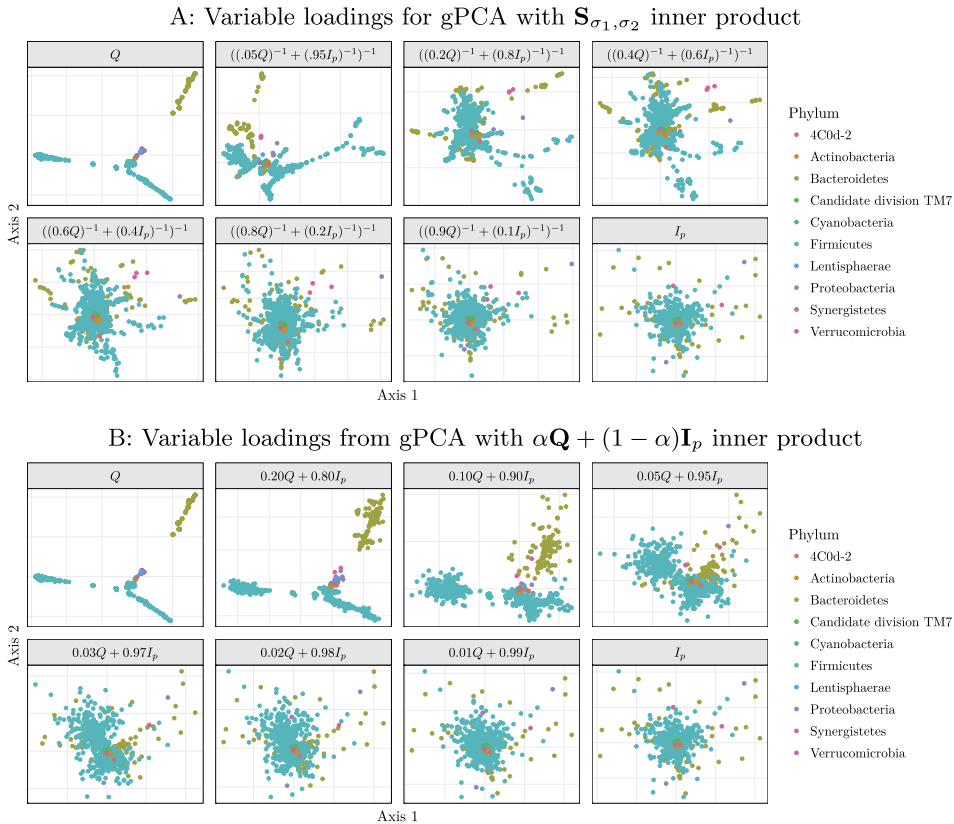 A: Variable loadings for gPCA with S_{σ₁,σ₂} inner product
Q
((.05Q)⁻¹ + (.95I_p)⁻¹)⁻¹
((0.2Q)⁻¹ + (0.8I_p)⁻¹)⁻¹
((0.4Q)⁻¹ + (0.6I_p)⁻¹)⁻¹
((0.6Q)⁻¹ + (0.4I_p)⁻¹)⁻¹
((0.8Q)⁻¹ + (0.2I_p)⁻¹)⁻¹
((0.9Q)⁻¹ + (0.1I_p)⁻¹)⁻¹
I_p
Axis 2
Axis 1
Phylum
4C0d-2
Actinobacteria
Bacteroidetes
Candidate division TM7
Cyanobacteria
Firmicutes
Lentisphaerae
Proteobacteria
Synergistetes
Verrucomicrobia
B: Variable loadings from gPCA with αQ + (1 − α)I_p inner product
Q
0.20Q + 0.80I_p
0.10Q + 0.90I_p
0.05Q + 0.95I_p
0.03Q + 0.97I_p
0.02Q + 0.98I_p
0.01Q + 0.99I_p
I_p
Axis 2
Axis 1
Phylum
4C0d-2
Actinobacteria
Bacteroidetes
Candidate division TM7
Cyanobacteria
Firmicutes
Lentisphaerae
Proteobacteria
Synergistetes
Verrucomicrobia